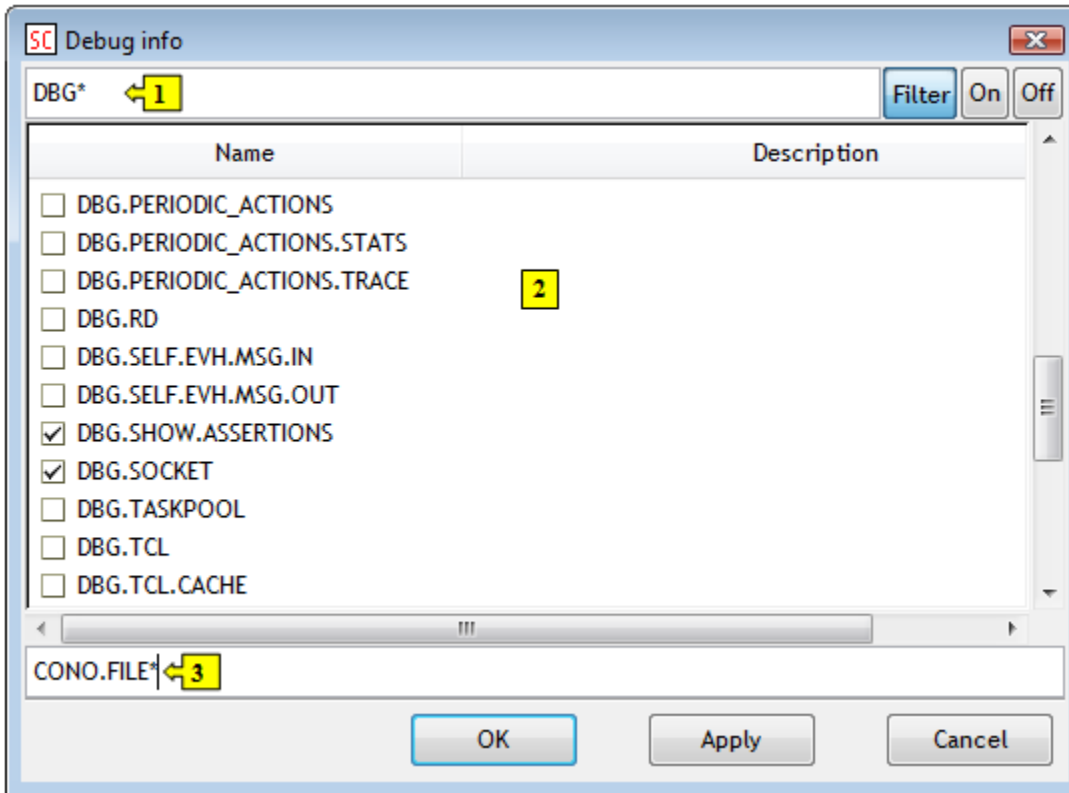 SC Debug info
DBG* 1 Filter On Off
Name Description
DBG.PERIODIC_ACTIONS
DBG.PERIODIC_ACTIONS.STATS
DBG.PERIODIC_ACTIONS.TRACE
2
DBG.RD
DBG.SELF.EVH.MSG.IN
DBG.SELF.EVH.MSG.OUT
DBG.SHOW.ASSERTIONS
DBG.SOCKET
DBG.TASKPOOL
DBG.TCL
DBG.TCL.CACHE
CONO.FILE* 3
OK Apply Cancel